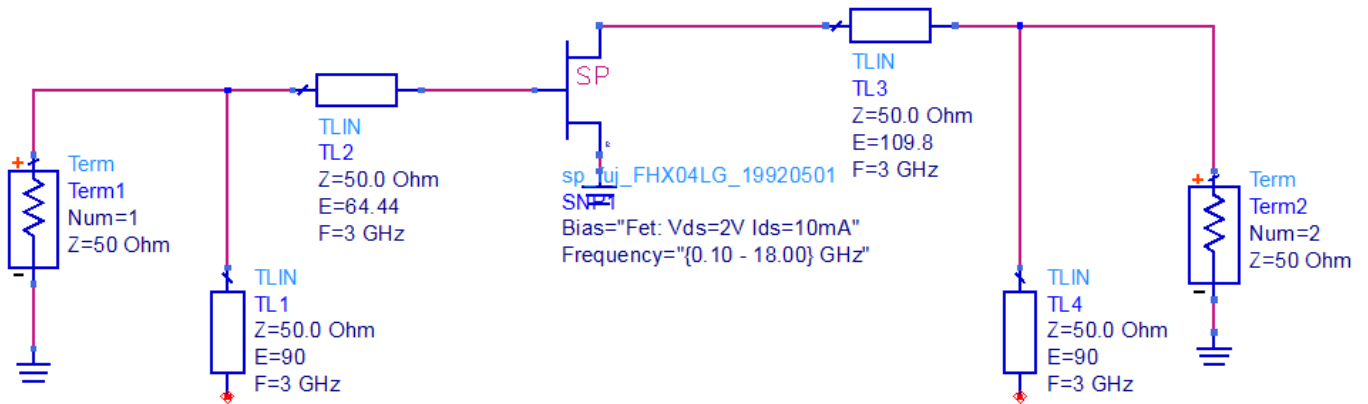 TLIN
TL3
Z=50.0 Ohm
E=109.8
F=3 GHz
SP
TLIN
TL2
Z=50.0 Ohm
E=64.44
F=3 GHz
+
Term
Term1
Num=1
Z=50 Ohm
-
R
SNP1
Bias="Fet: Vds=2V Ids=10mA"
Frequency="{0.10 - 18.00} GHz"
+
Term
Term2
Num=2
Z=50 Ohm
-
TLIN
TL1
Z=50.0 Ohm
E=90
F=3 GHz
TLIN
TL4
Z=50.0 Ohm
E=90
F=3 GHz